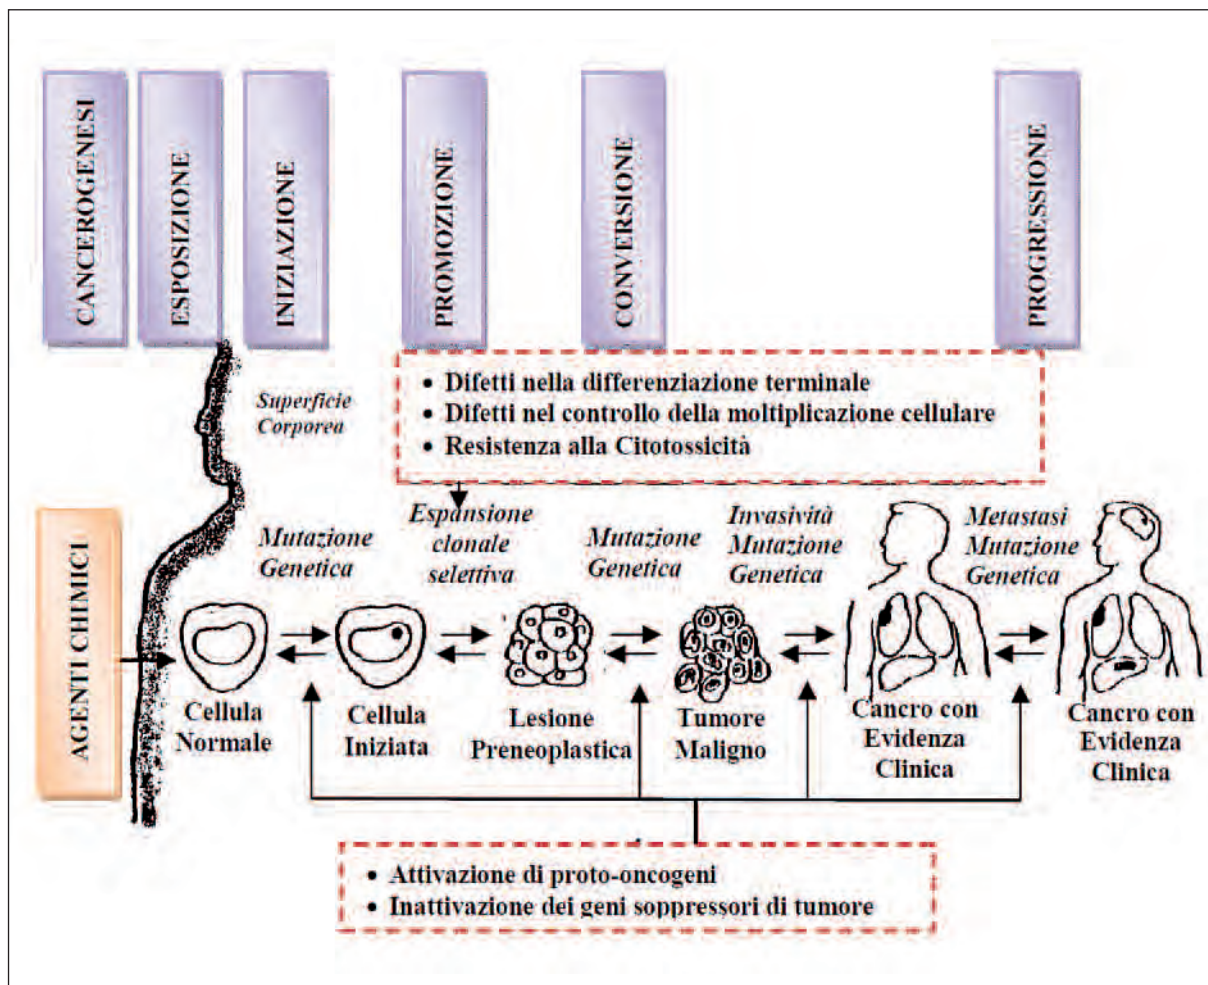 CANCEROGENESI
ESPOSIZIONE
INIZIAZIONE
PROMOZIONE
CONVERSIONE
PROGRESSIONE
• Difetti nella differenziazione terminale
• Difetti nel controllo della moltiplicazione cellulare
• Resistenza alla Citotossicità
Superficie
Corporea
AGENTI CHIMICI
Mutazione
Genetica
Espansione
clonale
selettiva
Mutazione
Genetica
Invasività
Mutazione
Genetica
Metastasi
Mutazione
Genetica
Cellula
Normale
Cellula
Iniziata
Lesione
Preneoplastica
Tumore
Maligno
Cancro con
Evidenza
Clinica
Cancro con
Evidenza
Clinica
• Attivazione di proto-oncogeni
• Inattivazione dei geni soppressori di tumore